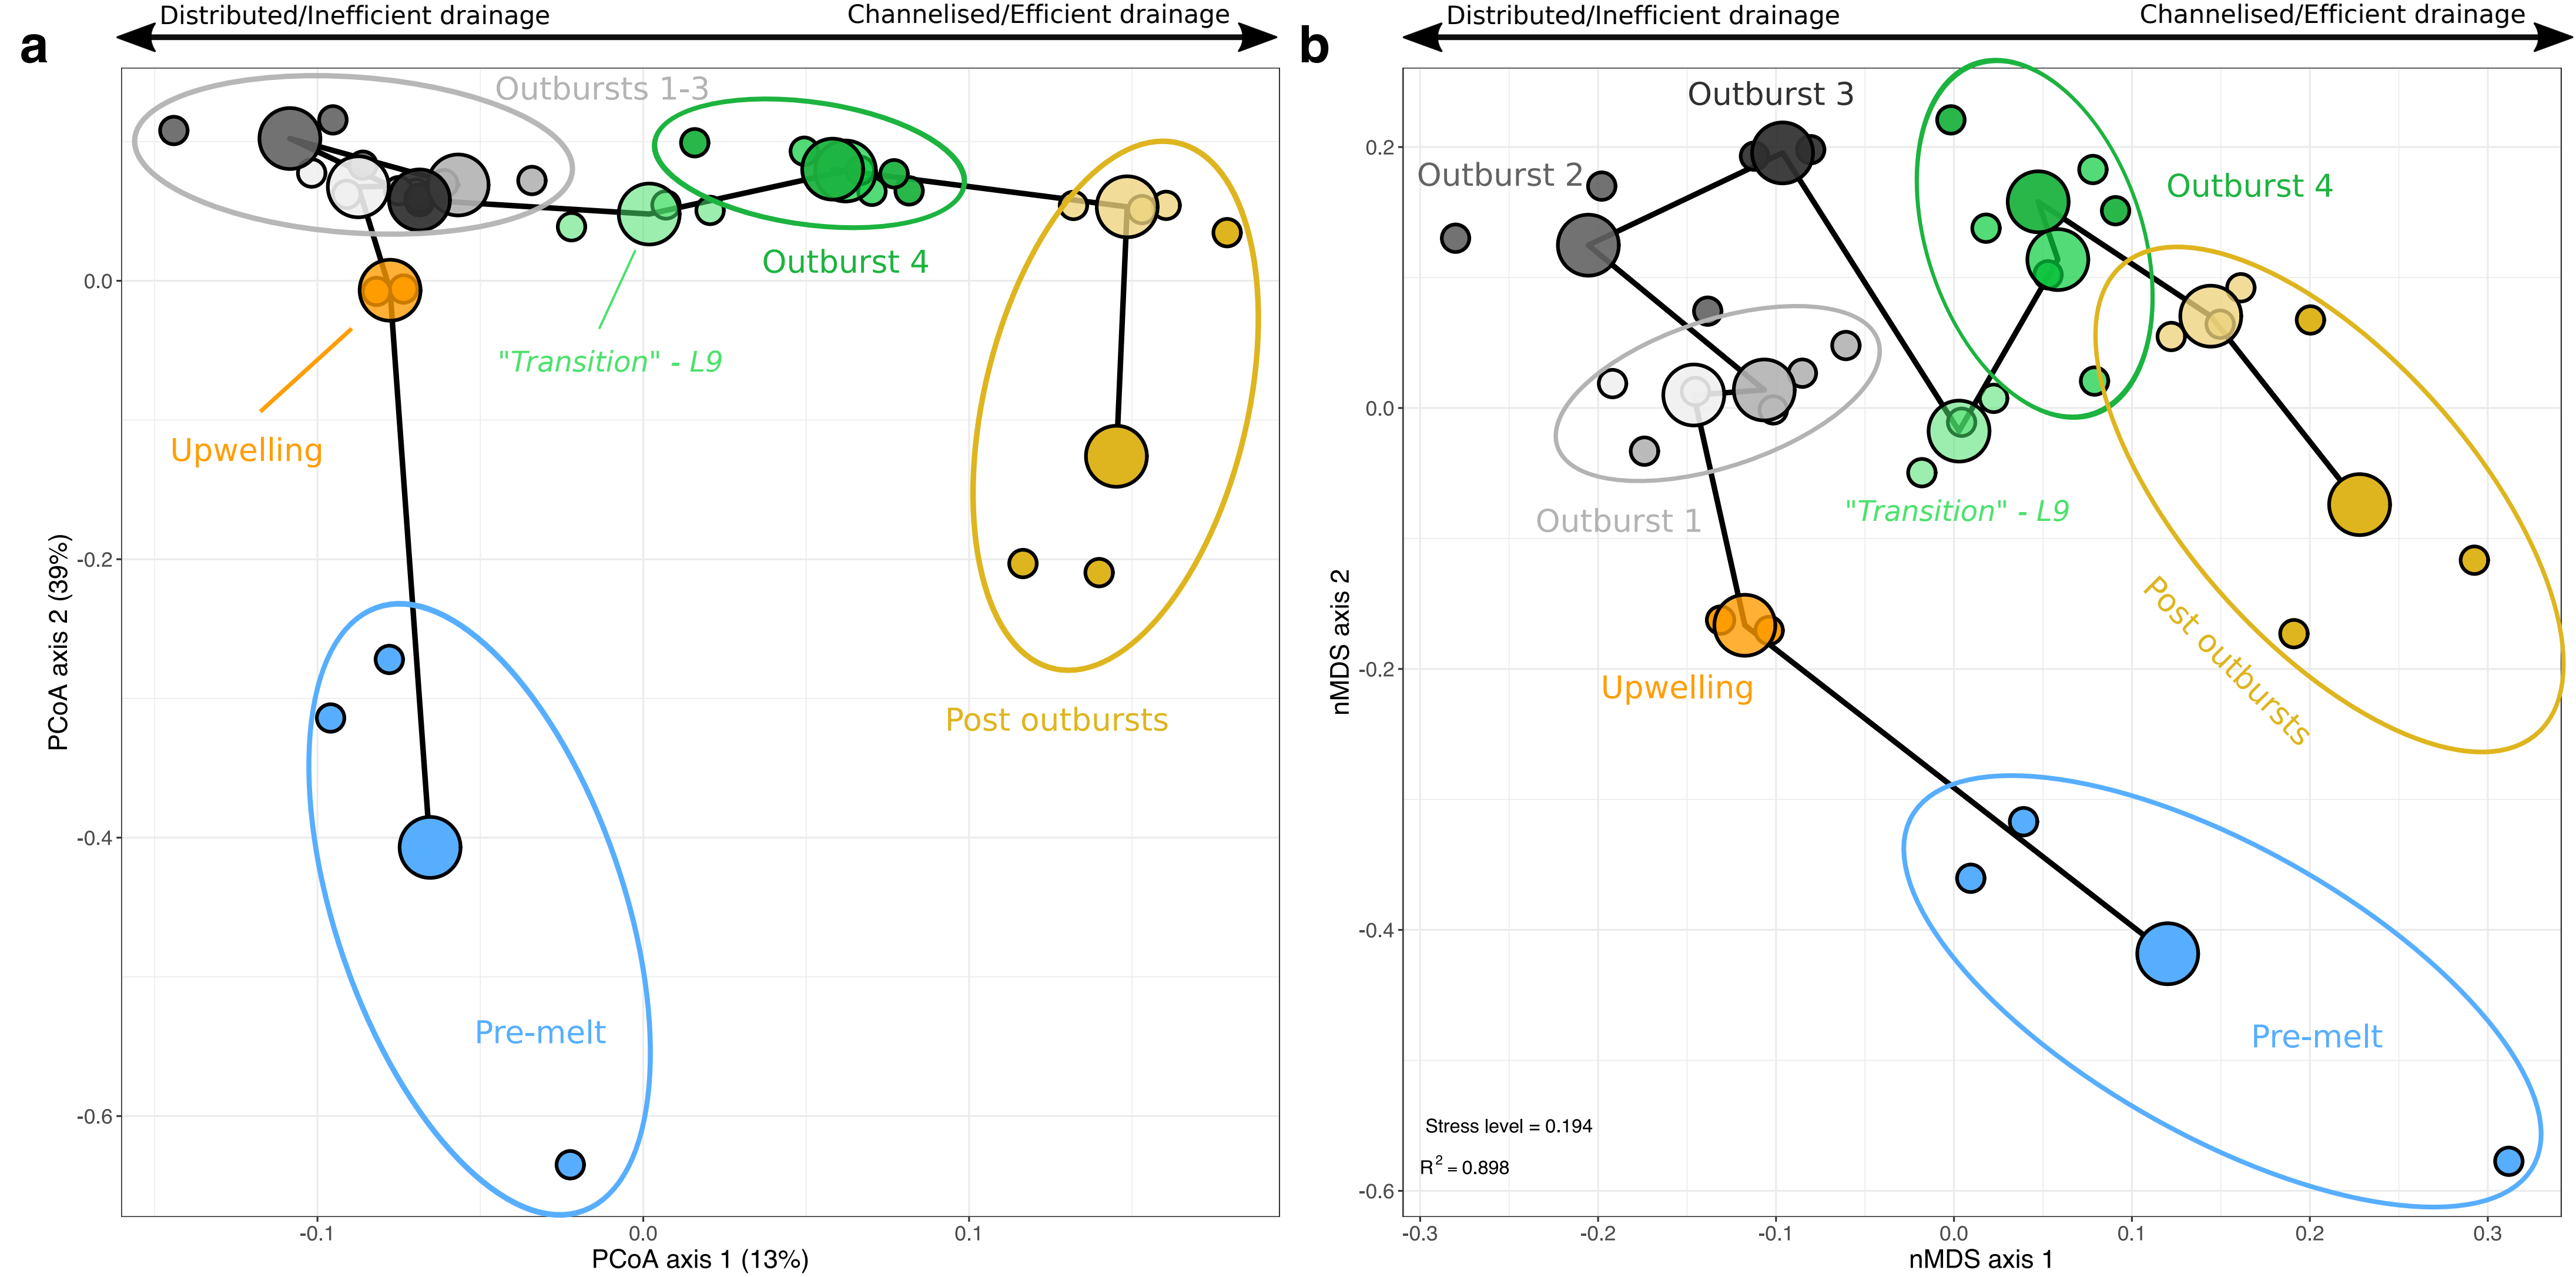 Distributed/Inefficient drainage
Channelised/Efficient drainage
a
Outbursts 1-3
Outburst 4
"Transition" - L9
Upwelling
Post outbursts
Pre-melt
0.0
-0.2
-0.4
-0.6
PCoA axis 2 (39%)
-0.1
0.0
0.1
PCoA axis 1 (13%)
Distributed/Inefficient drainage
Channelised/Efficient drainage
b
Outburst 3
Outburst 2
Outburst 4
Outburst 1
"Transition" - L9
Upwelling
Post outbursts
Pre-melt
Stress level = 0.194
R² = 0.898
0.2
0.0
-0.2
-0.4
-0.6
nMDS axis 2
-0.3
-0.2
-0.1
0.0
0.1
0.2
0.3
nMDS axis 1